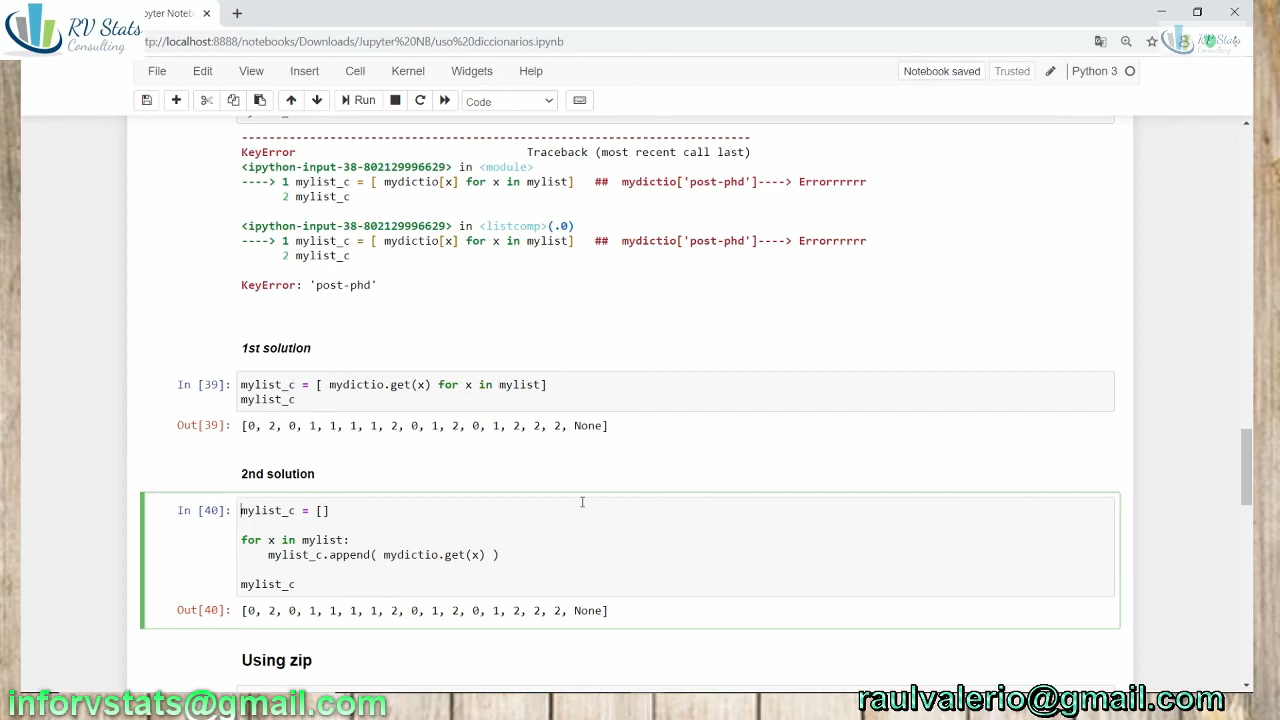 RV Stats
Consulting
pyter Noteb
tp://localhost:8888/notebooks/Downloads/Jupyter%20NB/uso%20diccionarios.ipynb
RV Stats
File Edit View Insert Cell Kernel Widgets Help Notebook saved Trusted Python 3
Run Code
--------------------------------------------------------------------------
KeyError Traceback (most recent call last)
<ipython-input-38-802129996629> in <module>
----> 1 mylist_c = [ mydictio[x] for x in mylist] ## mydictio['post-phd']----> Errorrrrrr
2 mylist_c
<ipython-input-38-802129996629> in <listcomp>(.0)
----> 1 mylist_c = [ mydictio[x] for x in mylist] ## mydictio['post-phd']----> Errorrrrrr
2 mylist_c
KeyError: 'post-phd'
1st solution
In [39]: mylist_c = [ mydictio.get(x) for x in mylist]
mylist_c
Out[39]: [0, 2, 0, 1, 1, 1, 1, 2, 0, 1, 2, 0, 1, 2, 2, 2, None]
2nd solution
In [40]: mylist_c = []
for x in mylist:
mylist_c.append( mydictio.get(x) )
mylist_c
Out[40]: [0, 2, 0, 1, 1, 1, 1, 2, 0, 1, 2, 0, 1, 2, 2, 2, None]
Using zip
inforvstats@gmail.com
raulvalerio@gmail.com